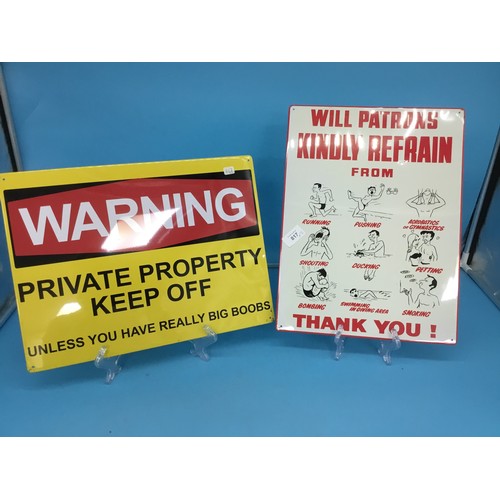 WARNING
PRIVATE PROPERTY
KEEP OFF
UNLESS YOU HAVE REALLY BIG BOOBS
WILL PATRONS
KINDLY REFRAIN
FROM
RUNNING
PUSHING
ACROBATICS
OR GYMNASTICS
SHOUTING
DUCKING
PETTING
BOMBING
SWIMMING
IN DIVING AREA
SMOKING
THANK YOU !